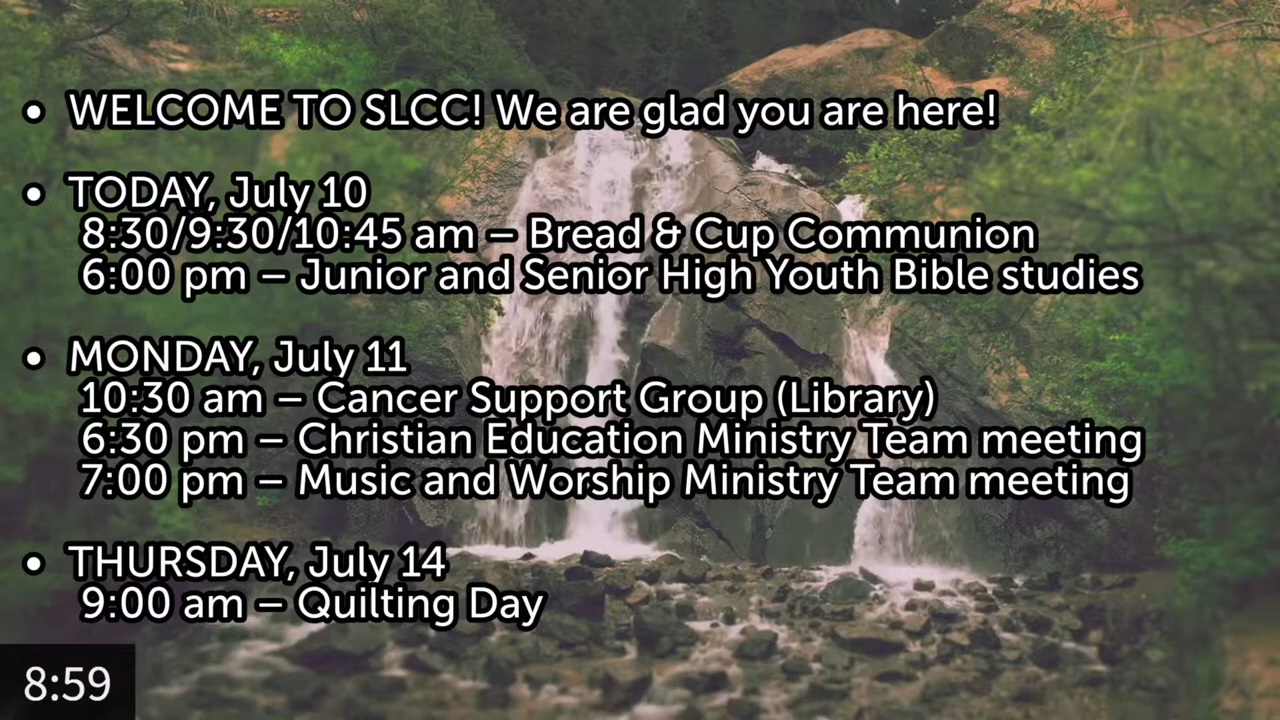 • WELCOME TO SLCC! We are glad you are here!
• TODAY, July 10
8:30/9:30/10:45 am – Bread & Cup Communion
6:00 pm – Junior and Senior High Youth Bible studies
• MONDAY, July 11
10:30 am – Cancer Support Group (Library)
6:30 pm – Christian Education Ministry Team meeting
7:00 pm – Music and Worship Ministry Team meeting
• THURSDAY, July 14
9:00 am – Quilting Day
8:59